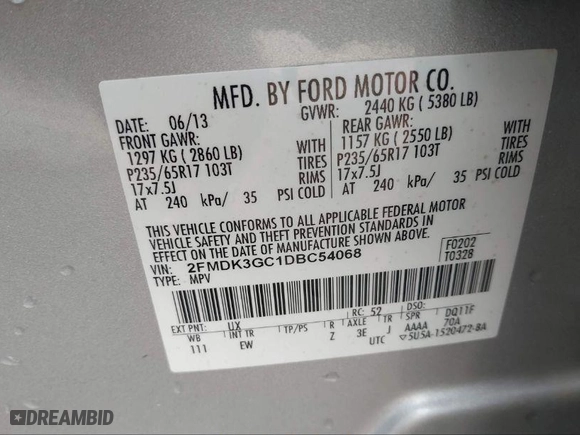 MFD. BY FORD MOTOR CO.
DATE: 06/13
GVWR: 2440 KG ( 5380 LB)
FRONT GAWR:
1297 KG ( 2860 LB) WITH
P235/65R17 103T TIRES
17x7.5J RIMS
AT 240 kPa/ 35 PSI COLD
REAR GAWR:
1157 KG ( 2550 LB) WITH
P235/65R17 103T TIRES
17x7.5J RIMS
AT 240 kPa/ 35 PSI COLD
THIS VEHICLE CONFORMS TO ALL APPLICABLE FEDERAL MOTOR
VEHICLE SAFETY AND THEFT PREVENTION STANDARDS IN
EFFECT ON THE DATE OF MANUFACTURE SHOWN ABOVE.
VIN: 2FMDK3GC1DBC54068
TYPE: MPV
F0202
T0328
EXT PNT: UX RC: 52 DSO:
WB INT TR TP/PS R AXLE TR SPR DQ11F
111 EW Z 3E J AAAA 70A
UTC 5U5A-1520472-BA
DREAMBID